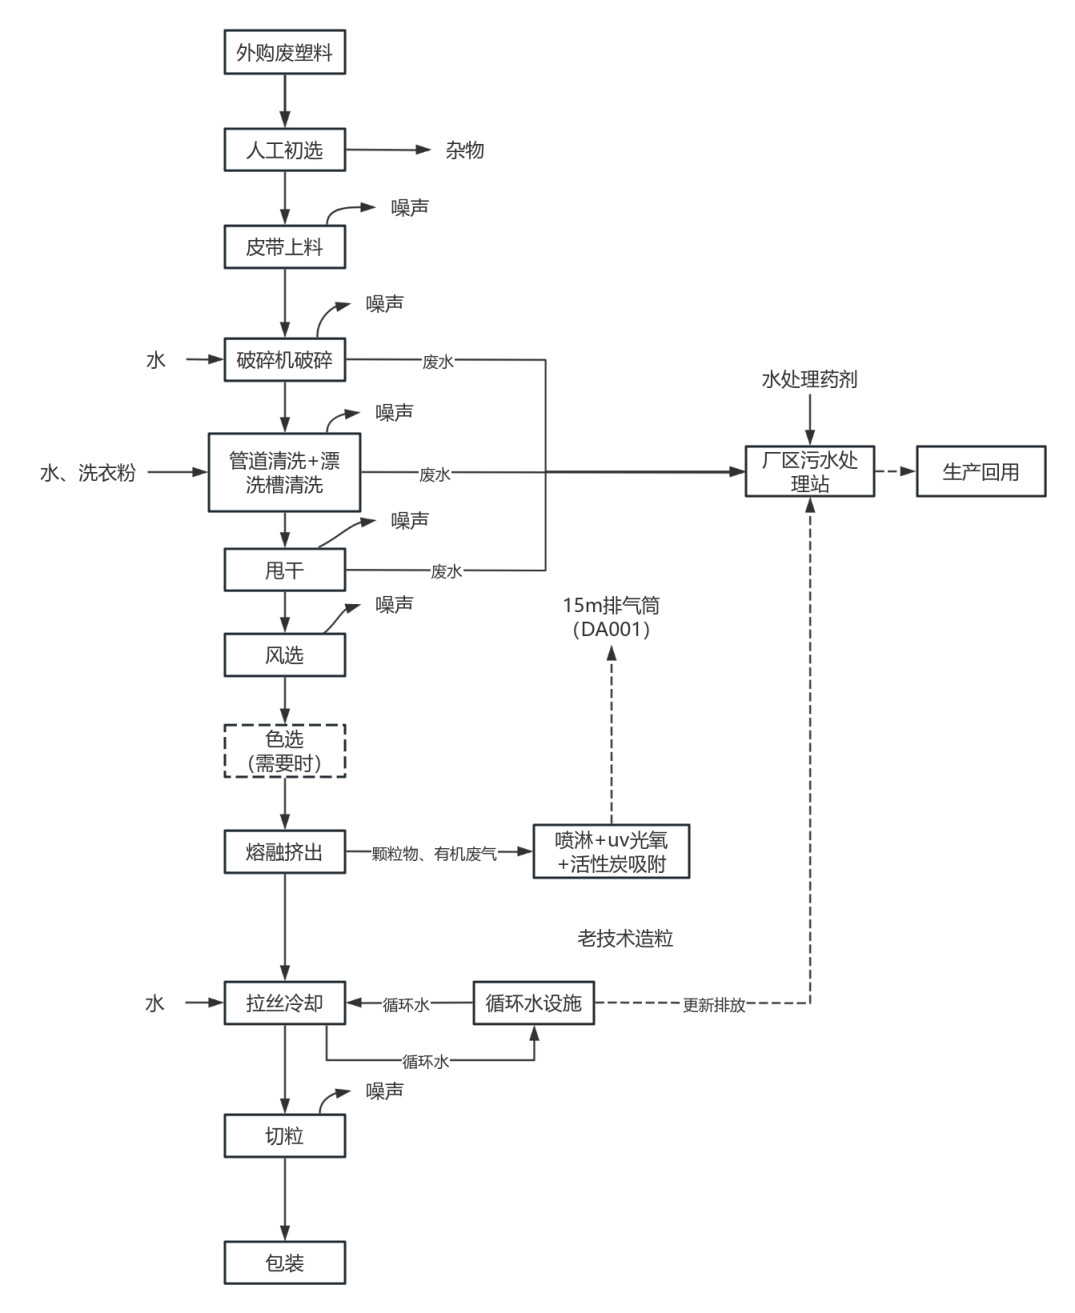 外购废塑料
人工初选
杂物
噪声
皮带上料
噪声
水
破碎机破碎
废水
水处理药剂
噪声
水、洗衣粉
管道清洗+漂
洗槽清洗
废水
厂区污水处
理站
生产回用
噪声
甩干
废水
噪声
15m排气筒
（DA001）
风选
色选
（需要时）
熔融挤出
颗粒物、有机废气
喷淋+uv光氧
+活性炭吸附
老技术造粒
水
拉丝冷却
循环水
循环水设施
更新排放
循环水
噪声
切粒
包装